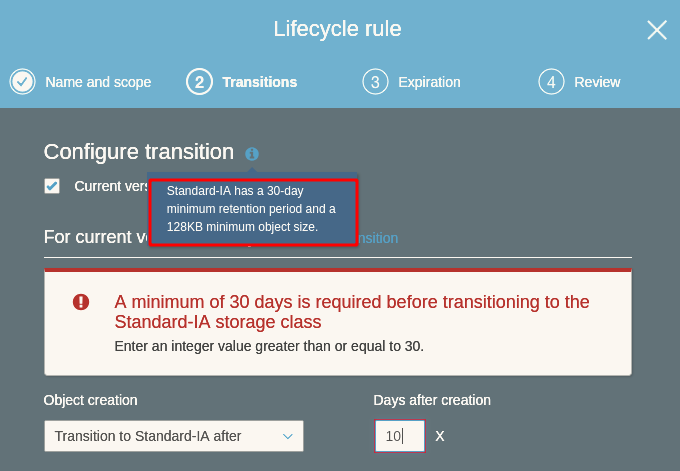 Lifecycle rule
Name and scope
2 Transitions
3 Expiration
4 Review
Configure transition
Current vers
Standard-IA has a 30-day
minimum retention period and a
128KB minimum object size.
For current
A minimum of 30 days is required before transitioning to the
Standard-IA storage class
Enter an integer value greater than or equal to 30.
Object creation
Days after creation
Transition to Standard-IA after
10 X